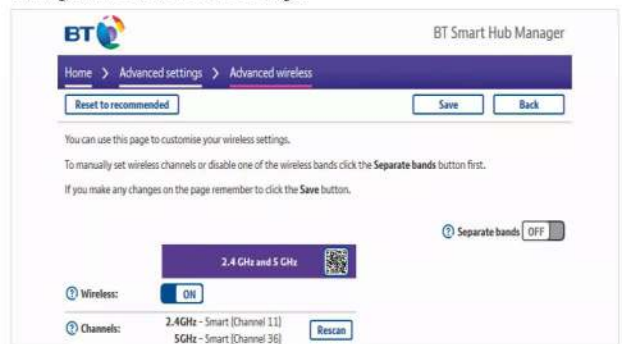 BT
BT Smart Hub Manager
Home > Advanced settings > Advanced wireless
Reset to recommended
Save
Back
You can use this page to customise your wireless settings.
To manually set wireless channels or disable one of the wireless bands click the Separate bands button first.
If you make any changes on the page remember to click the Save button.
? Separate bands OFF
2.4 GHz and 5 GHz
? Wireless: ON
? Channels: 2.4GHz - Smart (Channel 11)
5GHz - Smart (Channel 36)
Rescan